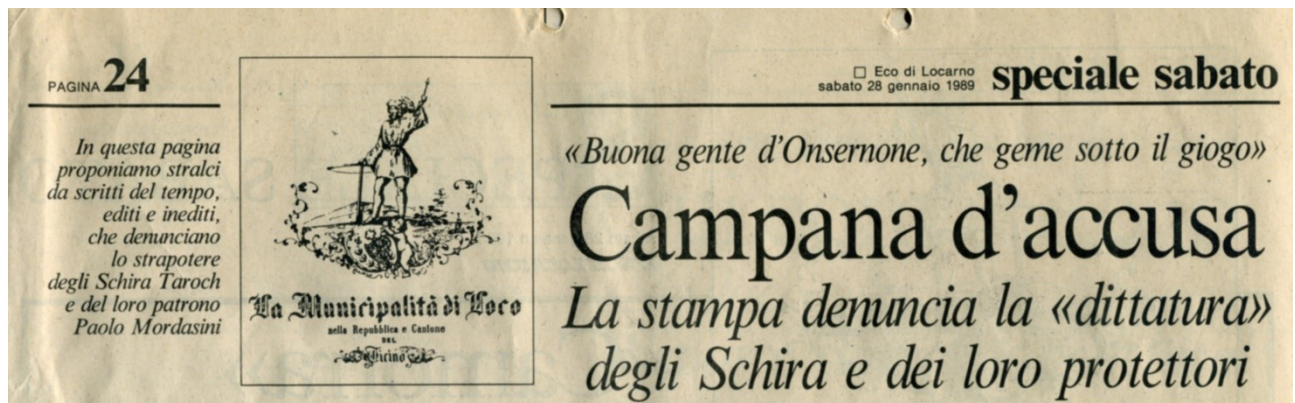 PAGINA 24
In questa pagina
proponiamo stralci
da scritti del tempo,
editi e inediti,
che denunciano
lo strapotere
degli Schira Taroch
e del loro patrono
Paolo Mordasini
La Municipalità di Loco
nella Repubblica e Cantone
DEL
Ticino
Eco di Locarno
sabato 28 gennaio 1989
speciale sabato
«Buona gente d'Onsernone, che geme sotto il giogo»
Campana d'accusa
La stampa denuncia la «dittatura»
degli Schira e dei loro protettori